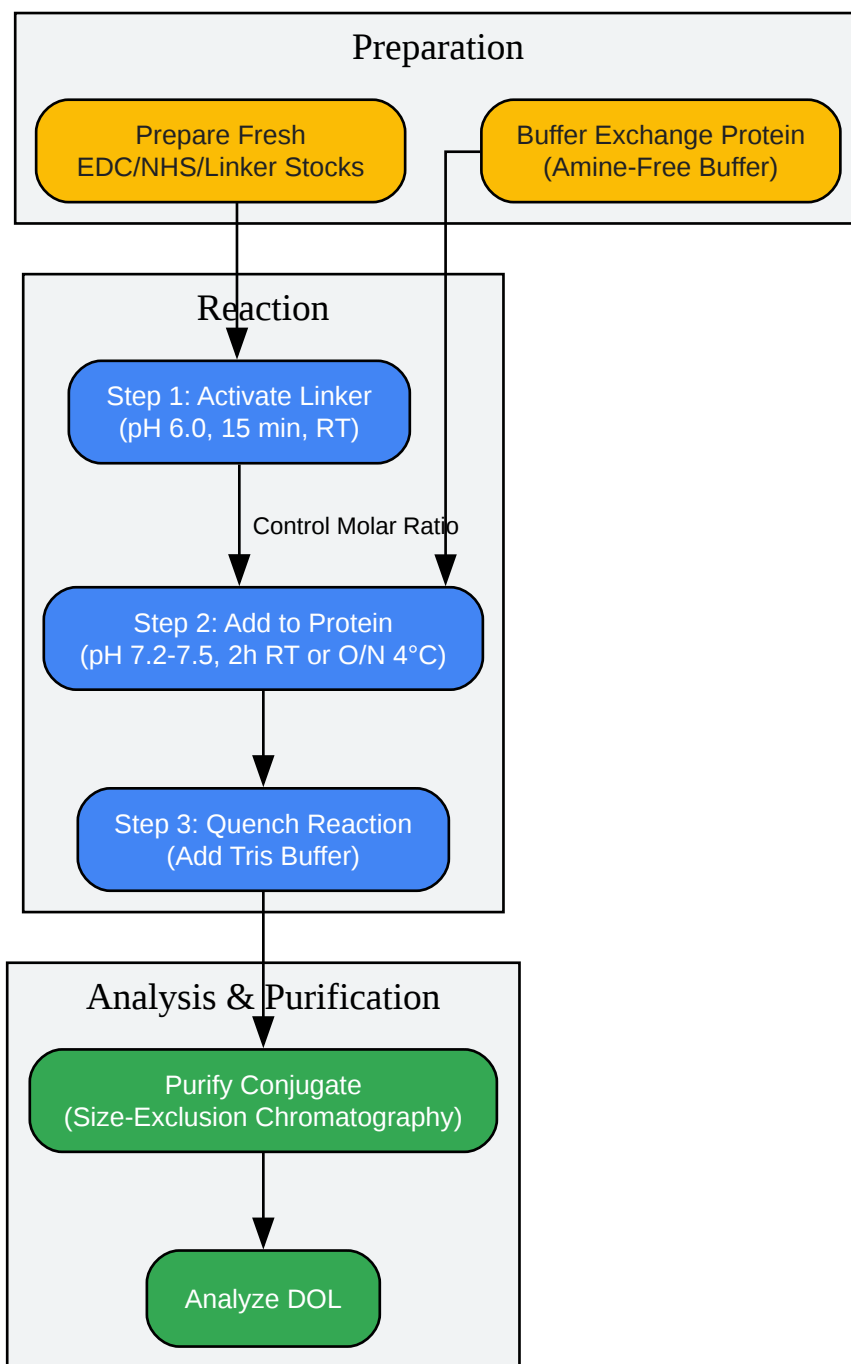 Preparation
Prepare Fresh
EDC/NHS/Linker Stocks
Buffer Exchange Protein
(Amine-Free Buffer)
Reaction
Step 1: Activate Linker
(pH 6.0, 15 min, RT)
Control Molar Ratio
Step 2: Add to Protein
(pH 7.2-7.5, 2h RT or O/N 4°C)
Step 3: Quench Reaction
(Add Tris Buffer)
Analysis & Purification
Purify Conjugate
(Size-Exclusion Chromatography)
Analyze DOL